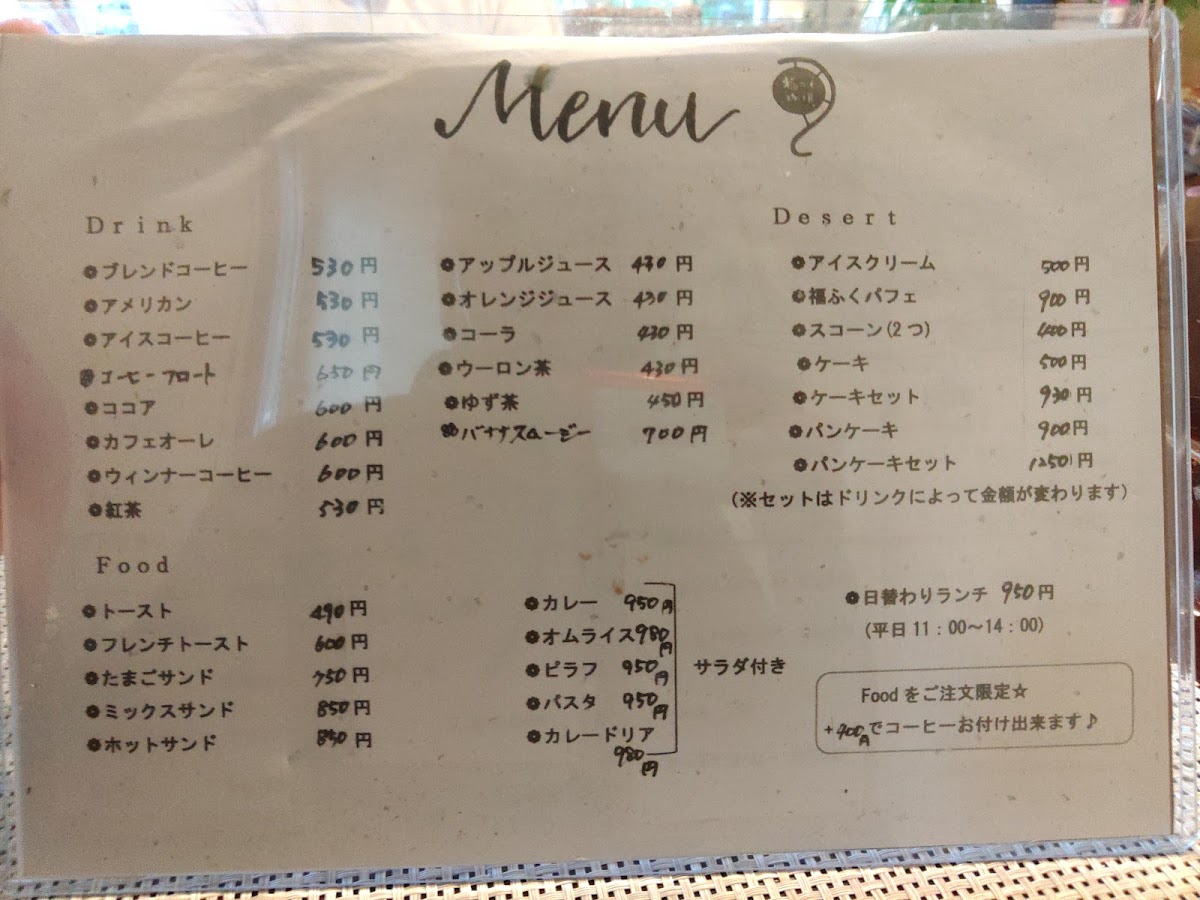 Menu
Drink
❁ブレンドコーヒー 530円
❁アメリカン 530円
❁アイスコーヒー 530円
❁コーヒーフロート 650円
❁ココア 600円
❁カフェオーレ 600円
❁ウィンナーコーヒー 600円
❁紅茶 530円
❁アップルジュース 430円
❁オレンジジュース 430円
❁コーラ 430円
❁ウーロン茶 430円
❁ゆず茶 450円
❁バナナスムージー 700円
Desert
❁アイスクリーム 500円
❁福ふくパフェ 900円
❁スコーン(2つ) 400円
❁ケーキ 500円
❁ケーキセット 930円
❁パンケーキ 900円
❁パンケーキセット 1250円
(※セットはドリンクによって金額が変わります)
Food
❁トースト 490円
❁フレンチトースト 600円
❁たまごサンド 750円
❁ミックスサンド 850円
❁ホットサンド 850円
❁カレー 950円
❁オムライス980円
❁ピラフ 950円
❁パスタ 950円
❁カレードリア
980円
サラダ付き
❁日替わりランチ 950円
(平日11:00～14:00)
Foodをご注文限定☆
+400円でコーヒーお付け出来ます♪